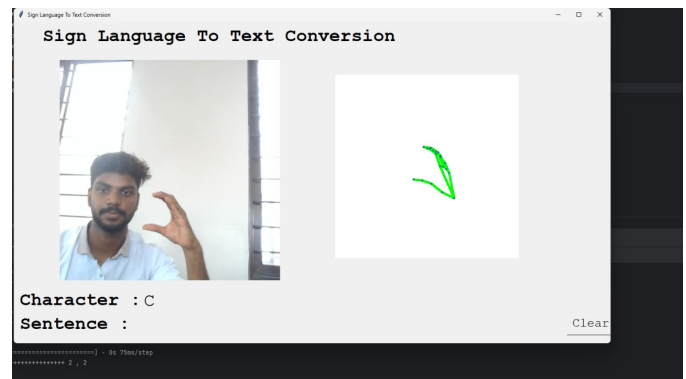 Sign Language To Text Conversion
Sign Language To Text Conversion
Character : C
Sentence :
Clear
======================] - 0s 75ms/step
++++++++++++++ 2 , 2